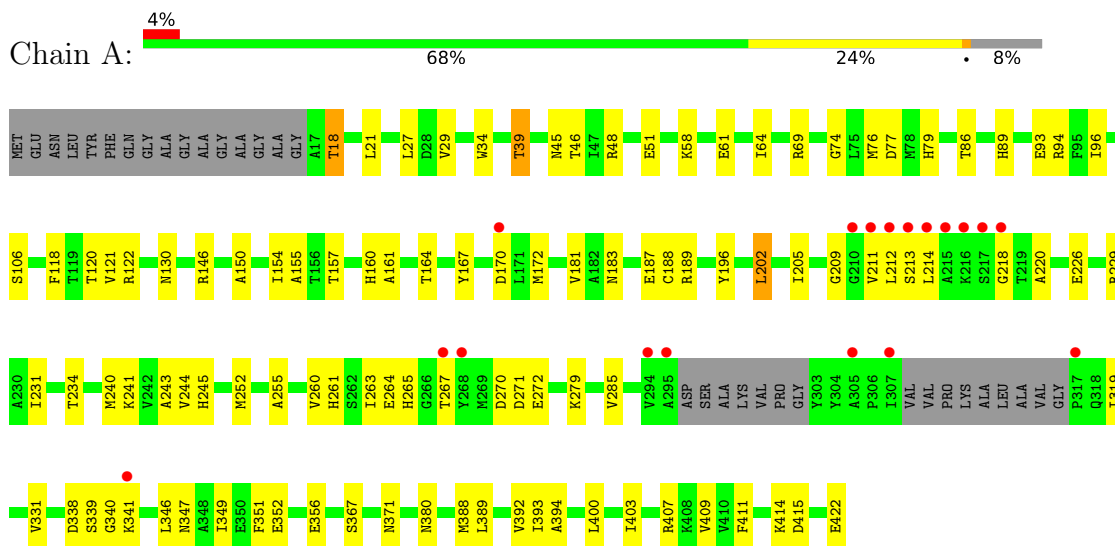 4%
Chain A:
68% 24% • 8%
MET GLU ASN LEU TYR PHE GLN GLY ALA GLY ALA ALA GLY ALA GLY A17 T18 L21 L27 D28 V29 W34 T39 N45 T46 I47 R48 E51 K58 E61 I64 R69 G74 L75 M76 D77 M78 H79 T86 H89 E93 R94 F95 I96
S106 F118 T119 T120 V121 R122 N130 R146 A150 I154 A155 T156 T157 H160 A161 T164 Y167 D170 L171 M172 V181 A182 N183 E187 C188 R189 Y196 L202 I205 G209 G210 V211 L212 S213 L214 A215 K216 S217 G218 T219 A220 E226 R229
A230 I231 T234 M240 K241 V242 A243 V244 H245 M252 A255 V260 H261 S262 I263 E264 H265 G266 T267 Y268 M269 D270 D271 E272 K279 V285 V294 A295 ASP SER ALA LYS VAL PRO GLY Y303 Y304 A305 P306 I307 VAL VAL PRO LYS ALA LEU ALA VAL GLY P317 Q318 I319
V331 D338 S339 G340 K341 L346 N347 A348 I349 E350 F351 E352 E356 S367 N371 N380 M388 L389 V392 I393 A394 L400 I403 R407 K408 V409 V410 F411 K414 D415 E422